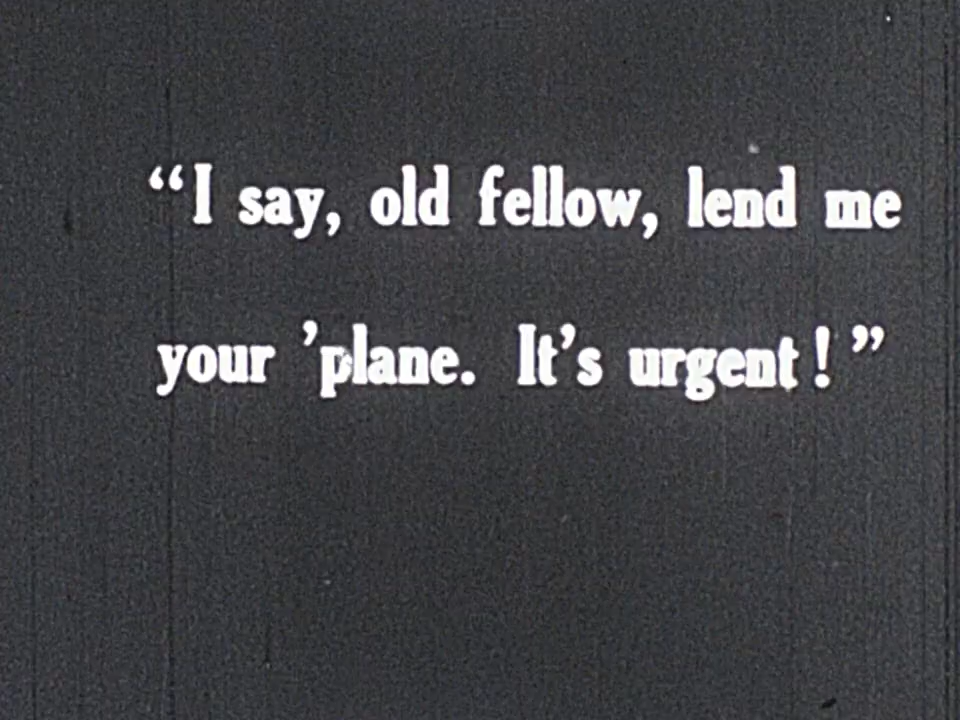 “I say, old fellow, lend me
your ’plane. It’s urgent! ”